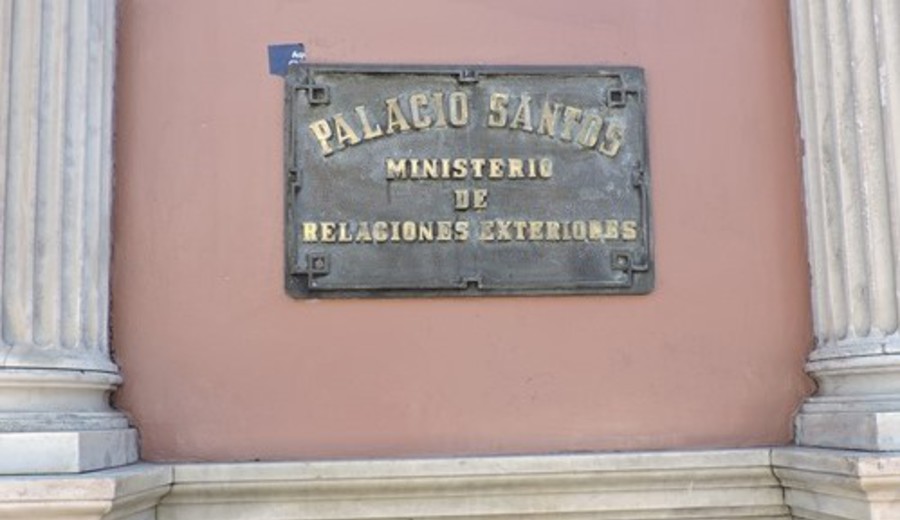 PALACIO SANTOS
MINISTERIO
DE
RELACIONES EXTERIORES